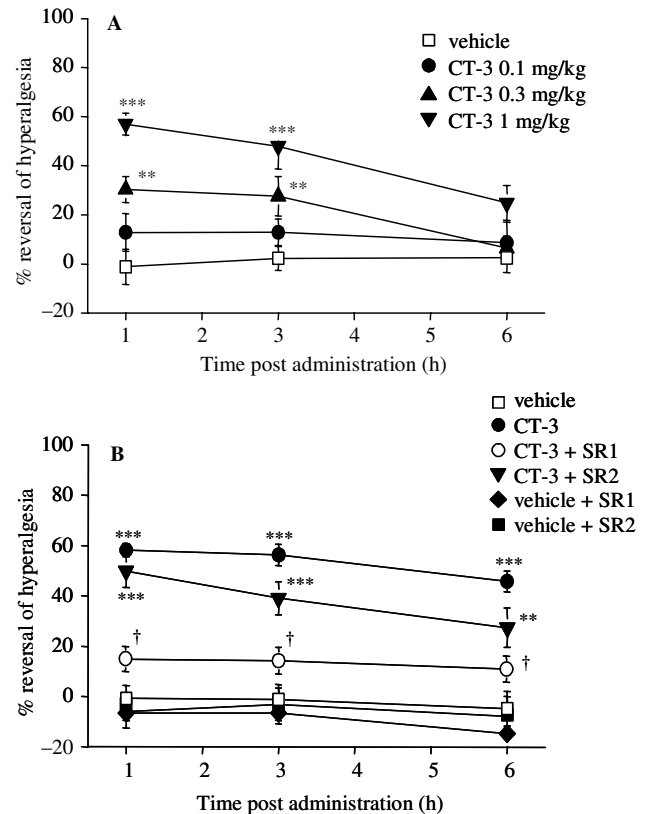 A
100
80
60
40
20
0
−20
% reversal of hyperalgesia
vehicle
CT-3 0.1 mg/kg
CT-3 0.3 mg/kg
CT-3 1 mg/kg
***
***
**
**
1 2 3 4 5 6
Time post administration (h)
vehicle
CT-3
CT-3 + SR1
CT-3 + SR2
vehicle + SR1
vehicle + SR2
B
100
80
60
40
20
0
−20
% reversal of hyperalgesia
*** *** ***
*** *** **
† † †
1 2 3 4 5 6
Time post administration (h)